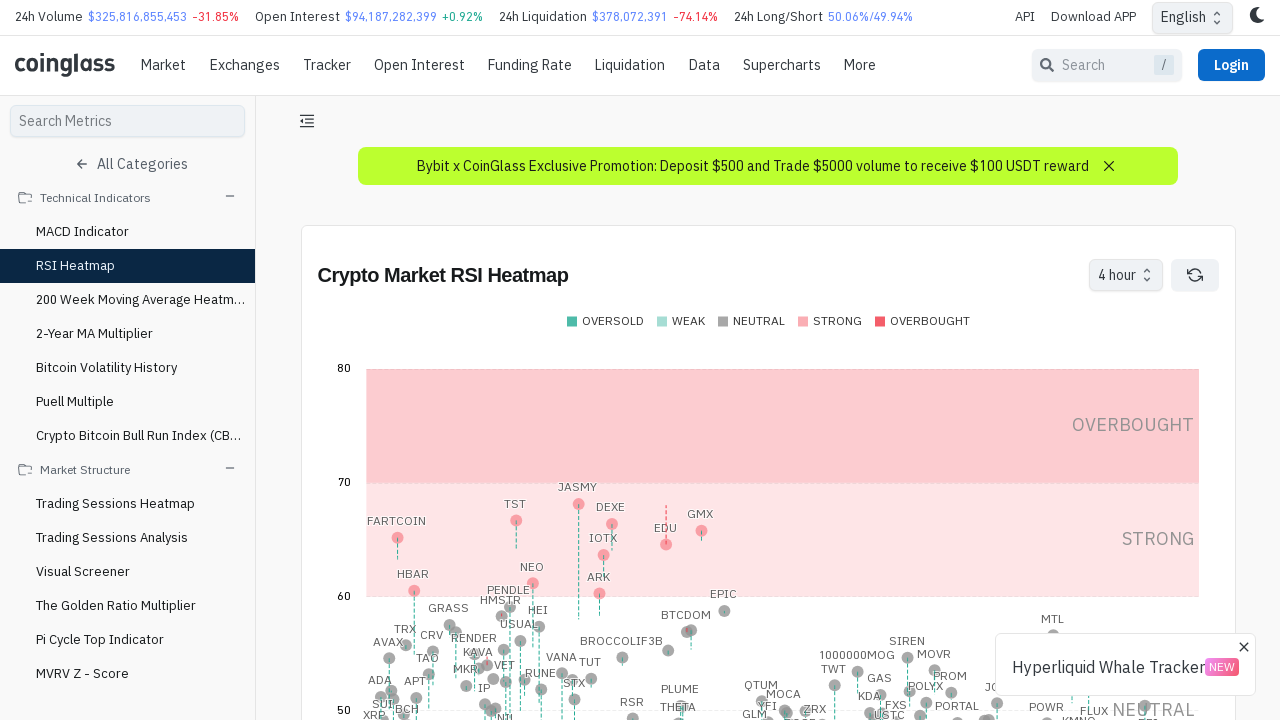 24h Volume $325,816,855,453 -31.85% Open Interest $94,187,282,399 +0.92% 24h Liquidation $378,072,391 -74.14% 24h Long/Short 50.06%/49.94% API Download APP English
coinglass Market Exchanges Tracker Open Interest Funding Rate Liquidation Data Supercharts More Search / Login
Search Metrics
All Categories
Technical Indicators
MACD Indicator
RSI Heatmap
200 Week Moving Average Heatm...
2-Year MA Multiplier
Bitcoin Volatility History
Puell Multiple
Crypto Bitcoin Bull Run Index (CB...
Market Structure
Trading Sessions Heatmap
Trading Sessions Analysis
Visual Screener
The Golden Ratio Multiplier
Pi Cycle Top Indicator
MVRV Z - Score
Bybit x CoinGlass Exclusive Promotion: Deposit $500 and Trade $5000 volume to receive $100 USDT reward
Crypto Market RSI Heatmap
4 hour
OVERSOLD WEAK NEUTRAL STRONG OVERBOUGHT
80
OVERBOUGHT
70
JASMY
TST DEXE
GMX
FARTCOIN
EDU
IOTX
STRONG
NEO
HBAR
ARK
60
PENDLE
EPIC
HMSTR
GRASS HEI
BTCDOM
MTL
USUAL
TRX
CRV
RENDER
AVAX
BROCCOLIF3B
SIREN
KAVA
MOVR
1000000MOG
TAO
VANA
TUT
VET
MKR
TWT
RUNE
PROM
ADA
APT
GAS
STX
QTUM
POLYX
IP
PLUME
MOCA
KDA
SUI
RSR
THETA
YFI
FXS
PORTAL
POWR
BCH
ZRX
50
XRP
GLM
USTC
FLUX
NEUTRAL
Hyperliquid Whale Tracker NEW